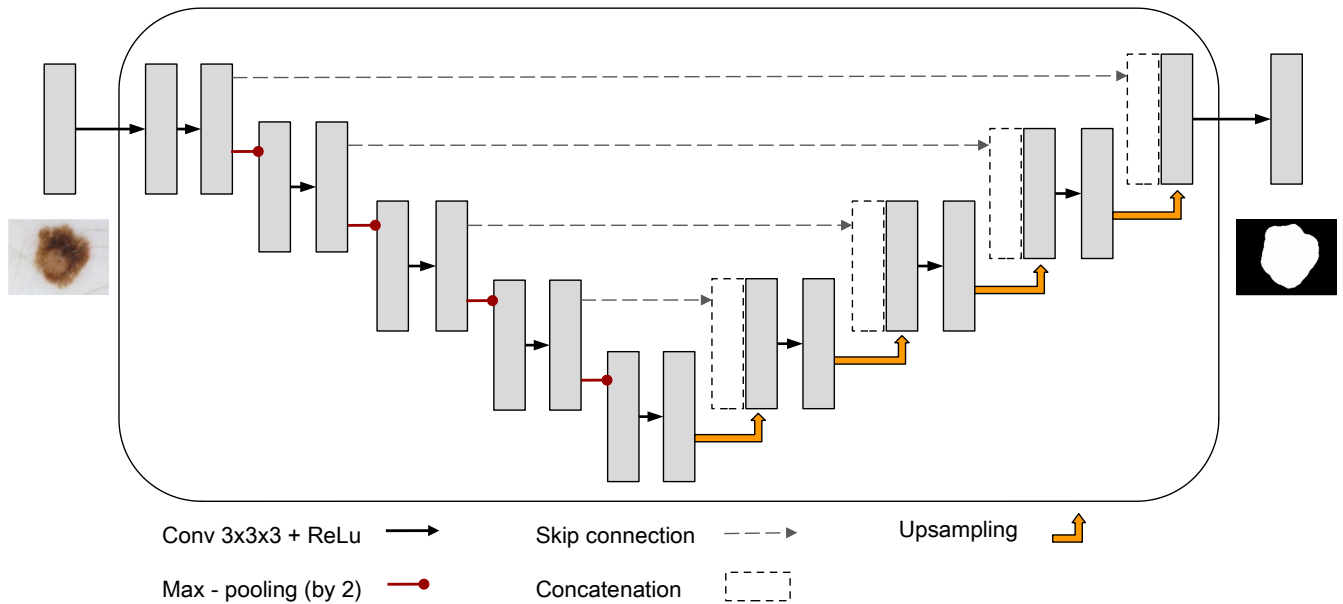 Conv 3x3x3 + ReLu
Skip connection
Upsampling
Max - pooling (by 2)
Concatenation